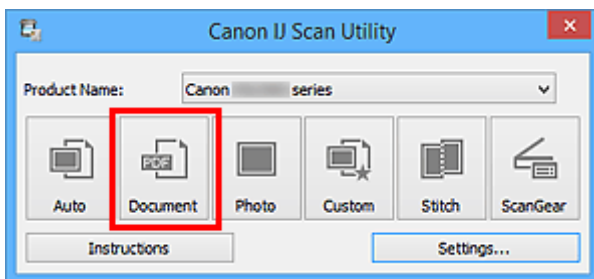 Canon IJ Scan Utility
Product Name: Canon series
PDF
Auto Document Photo Custom Stitch ScanGear
Instructions Settings...